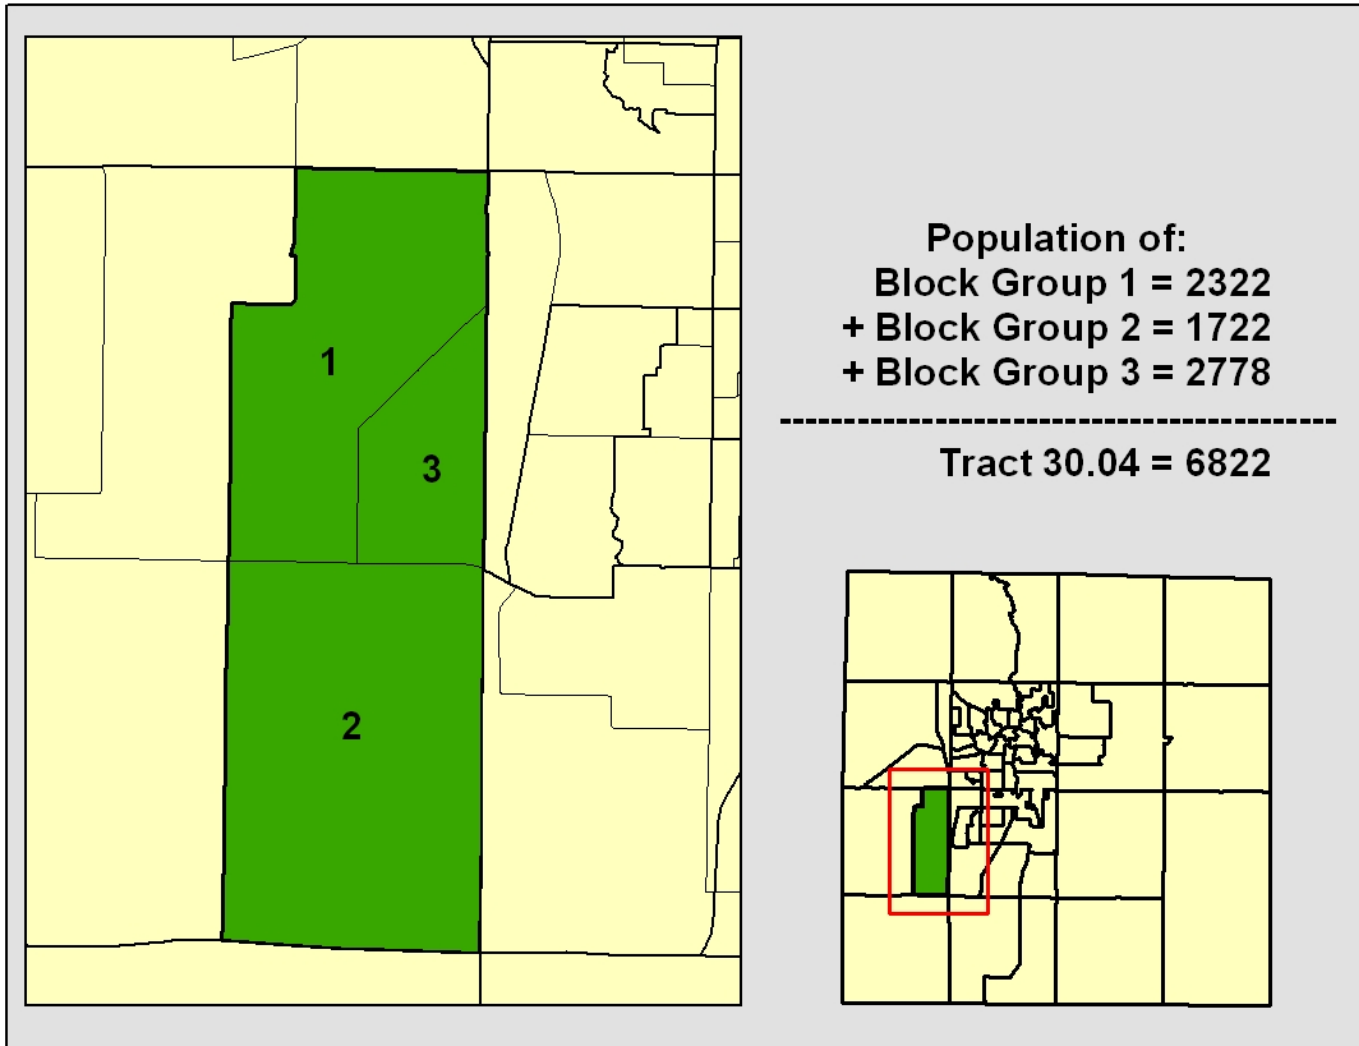 1
3
2
Population of:
Block Group 1 = 2322
+ Block Group 2 = 1722
+ Block Group 3 = 2778
-------------------------------------------
Tract 30.04 = 6822